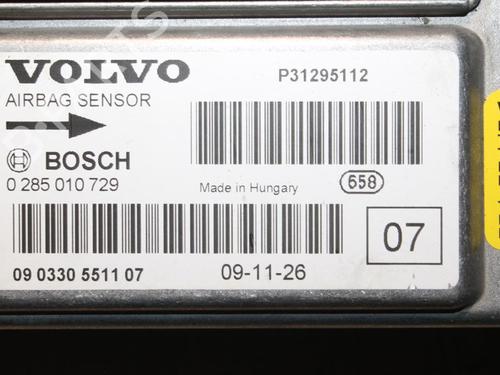 VOLVO
P31295112
AIRBAG SENSOR
BOSCH
0 285 010 729
Made in Hungary
658
07
09 0330 5511 07
09-11-26